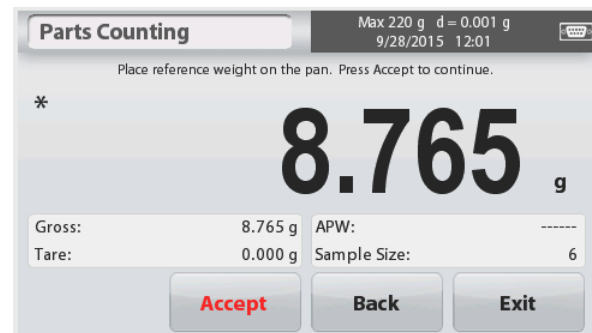 Parts Counting
Max 220 g d = 0.001 g
9/28/2015 12:01
Place reference weight on the pan. Press Accept to continue.
*
8.765 g
Gross: 8.765 g APW: ------
Tare: 0.000 g Sample Size: 6
Accept Back Exit